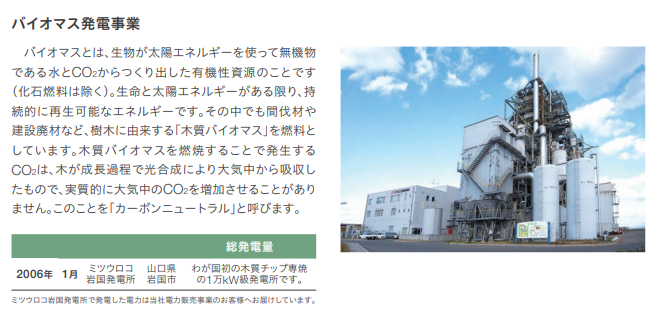 バイオマス発電事業
バイオマスとは、生物が太陽エネルギーを使って無機物
である水とCO₂からつくり出した有機性資源のことです
(化石燃料は除く)。生命と太陽エネルギーがある限り、持
続的に再生可能なエネルギーです。その中でも間伐材や
建設廃材など、樹木に由来する「木質バイオマス」を燃料と
しています。木質バイオマスを燃焼することで発生する
CO₂は、木が成長過程で光合成により大気中から吸収し
たもので、実質的に大気中のCO₂を増加させることがあり
ません。このことを「カーボンニュートラル」と呼びます。
総発電量
2006年 1月 ミツウロコ 山口県 わが国初の木質チップ専焼
岩国発電所 岩国市 の1万kW級発電所です。
ミツウロコ岩国発電所で発電した電力は当社電力販売事業のお客様へお届けしています。